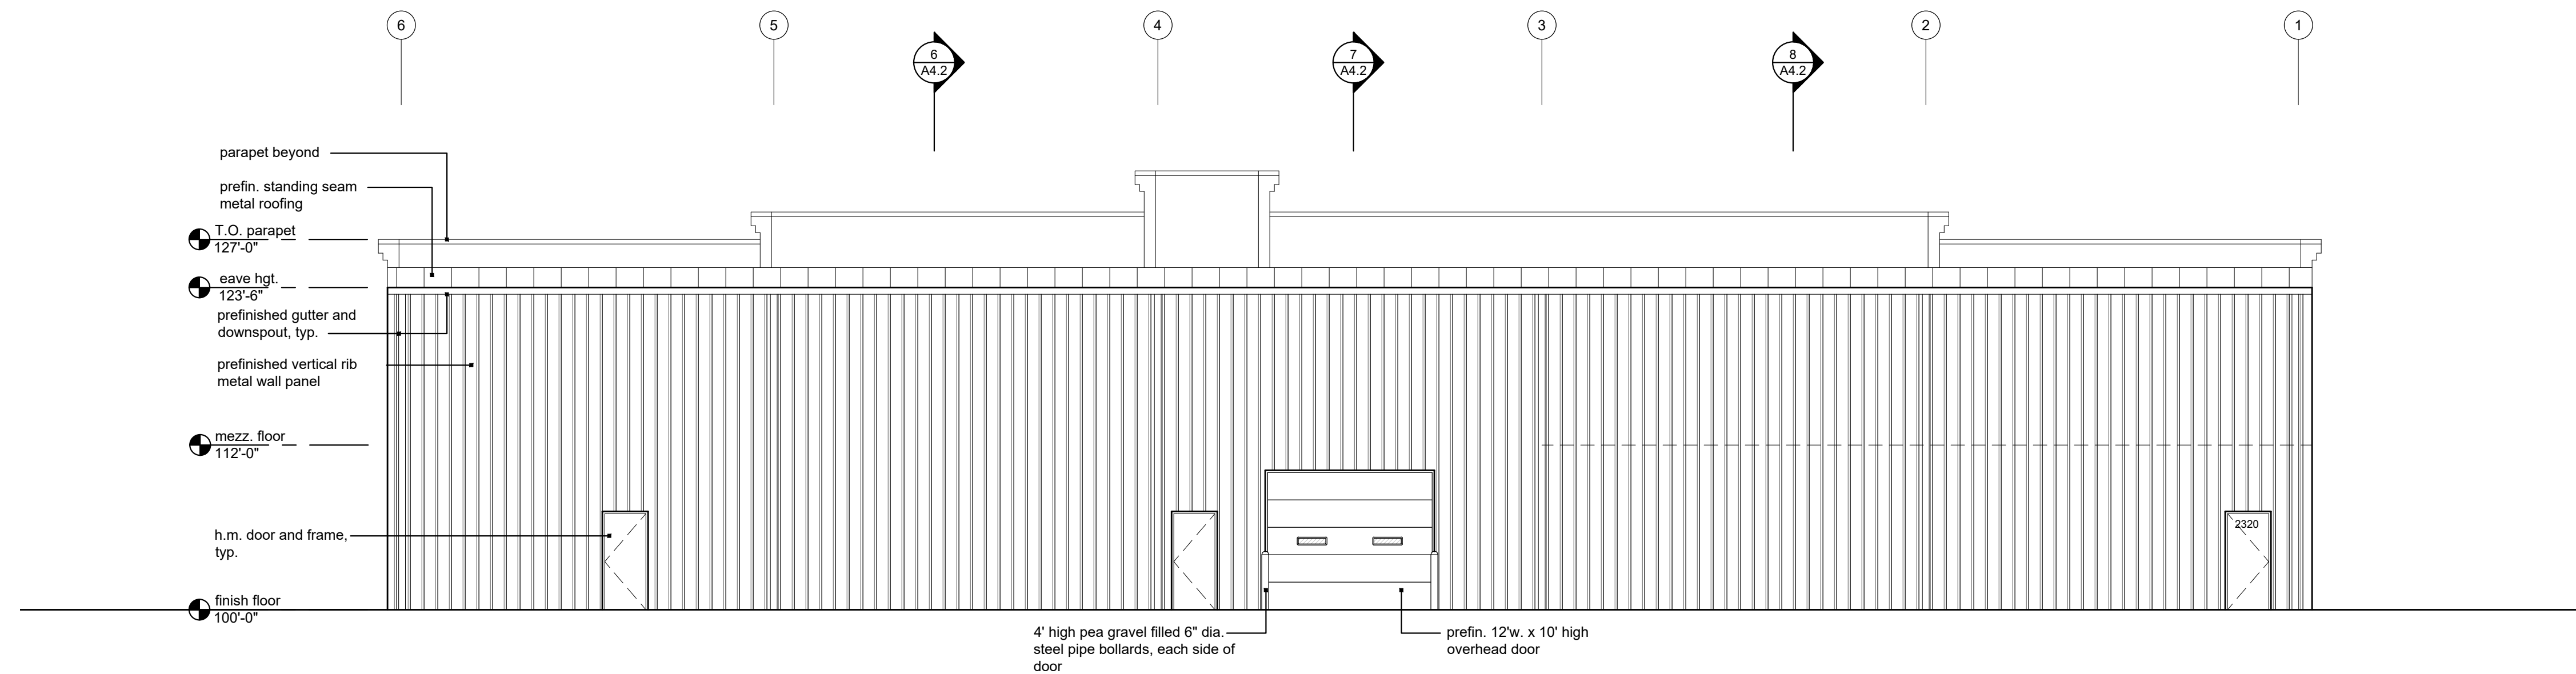 6
5
4
3
2
1
6
A4.2
7
A4.2
8
A4.2
parapet beyond
prefin. standing seam
metal roofing
T.O. parapet
127'-0"
eave hgt.
123'-6"
prefinished gutter and
downspout, typ.
prefinished vertical rib
metal wall panel
mezz. floor
112'-0"
h.m. door and frame,
typ.
2320
finish floor
100'-0"
4' high pea gravel filled 6" dia.
steel pipe bollards, each side of
door
prefin. 12'w. x 10' high
overhead door